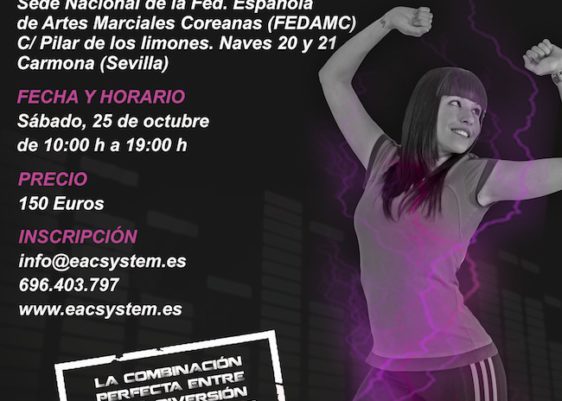 Sede Nacional de la Fed. Española
de Artes Marciales Coreanas (FEDAMC)
C/ Pilar de los limones. Naves 20 y 21
Carmona (Sevilla)
FECHA Y HORARIO
Sábado, 25 de octubre
de 10:00 h a 19:00 h
PRECIO
150 Euros
INSCRIPCIÓN
info@eacsystem.es
696.403.797
www.eacsystem.es
LA COMBINACIÓN
PERFECTA ENTRE
DIVERSIÓN